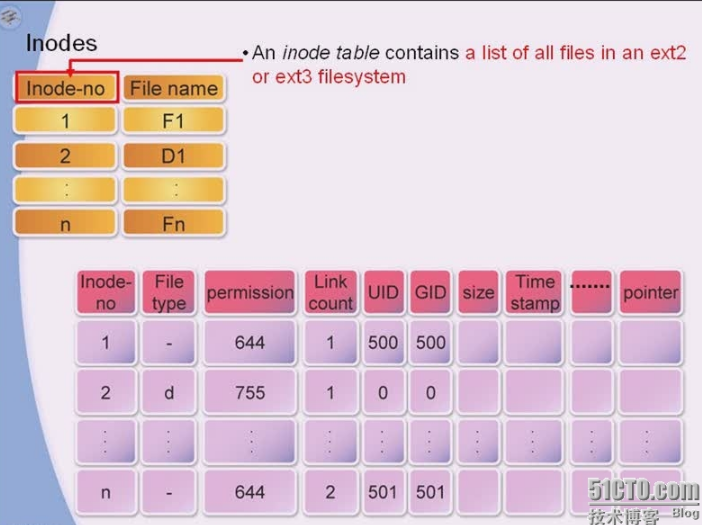 Inodes
• An inode table contains a list of all files in an ext2
or ext3 filesystem
Inode-no File name
1 F1
2 D1
: :
n Fn
Inode- File Link Time
no type permission count UID GID size stamp ....... pointer
1 - 644 1 500 500
2 d 755 1 0 0
: : : : : : : : : :
n - 644 2 501 501
51CTO.com
技术博客 Blog